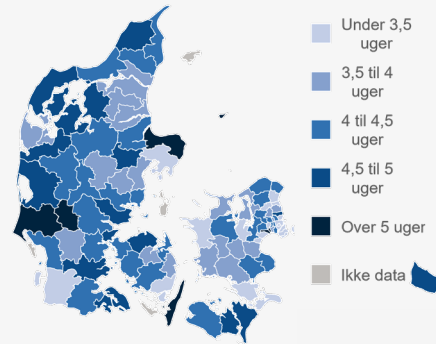 Under 3,5
uger
3,5 til 4
uger
4 til 4,5
uger
4,5 til 5
uger
Over 5 uger
Ikke data